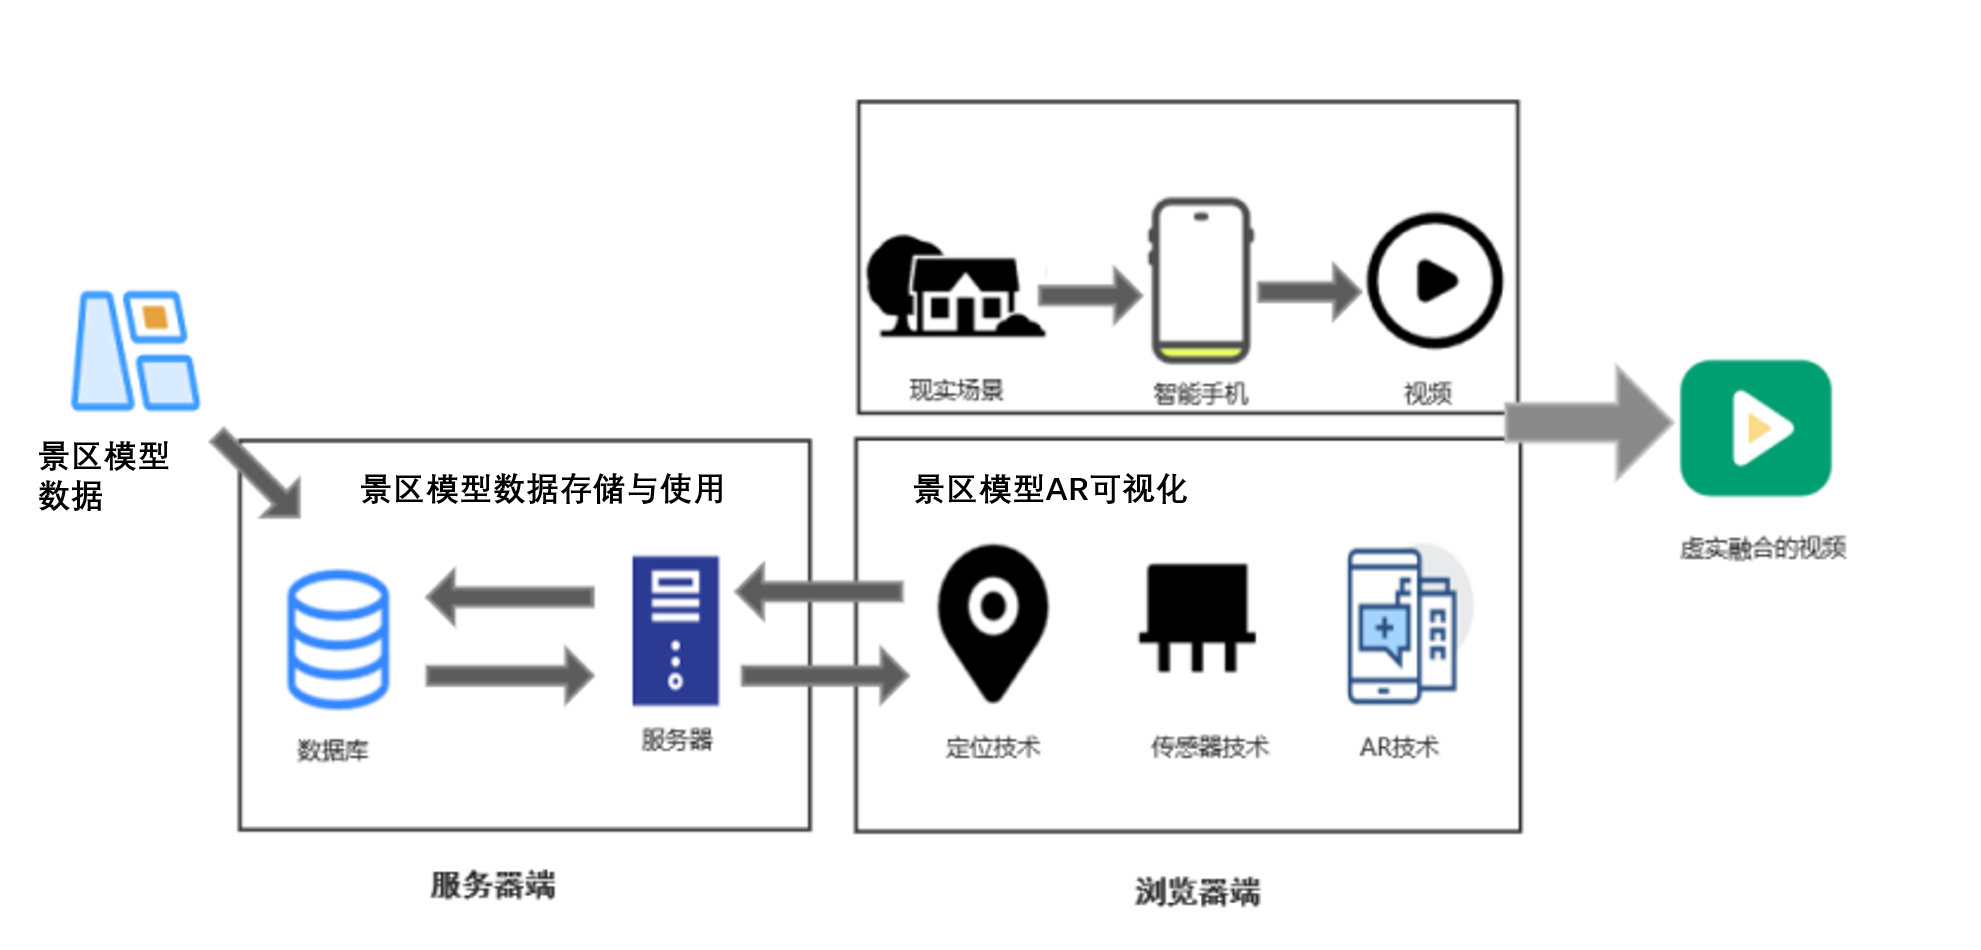 现实场景
智能手机
视频
景区模型
数据
景区模型数据存储与使用
景区模型AR可视化
虚实融合的视频
数据库
服务器
定位技术
传感器技术
AR技术
服务器端
浏览器端